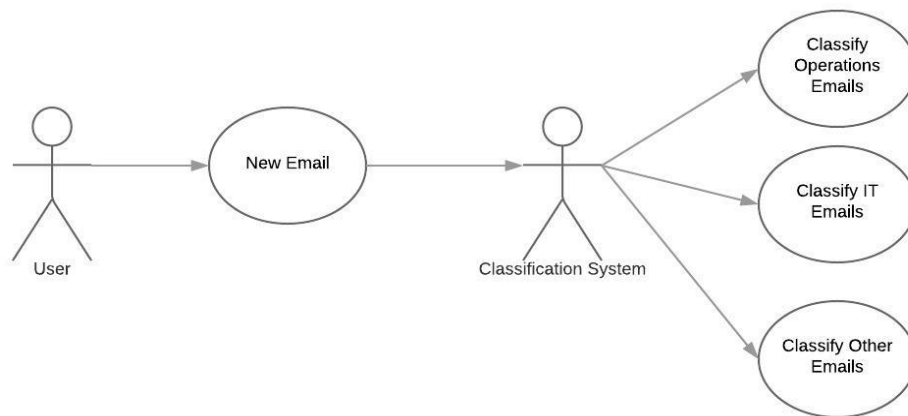 User
New Email
Classification System
Classify
Operations
Emails
Classify IT
Emails
Classify Other
Emails